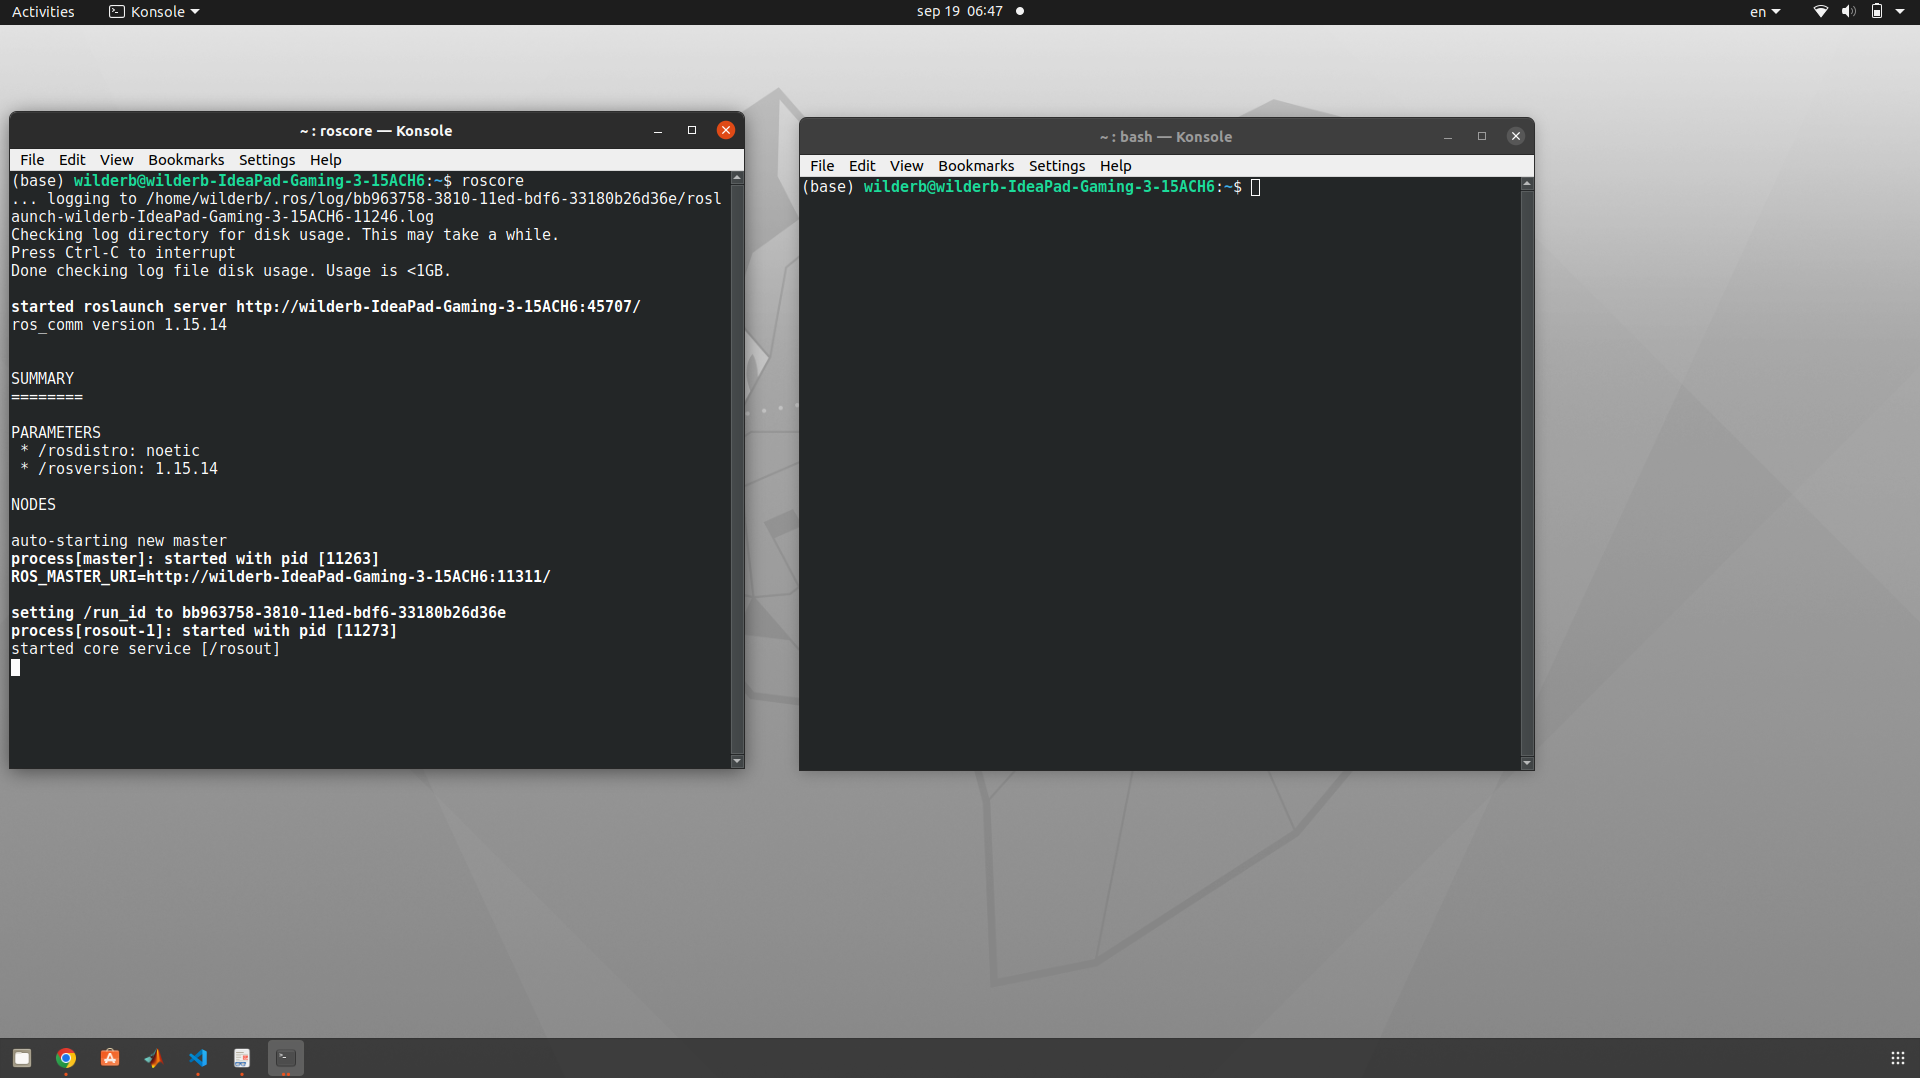 Activities
Konsole
sep 19 06:47
en
~ : roscore — Konsole
File Edit View Bookmarks Settings Help
(base) wilderb@wilderb-IdeaPad-Gaming-3-15ACH6:~$ roscore
... logging to /home/wilderb/.ros/log/bb963758-3810-11ed-bdf6-33180b26d36e/rosl
aunch-wilderb-IdeaPad-Gaming-3-15ACH6-11246.log
Checking log directory for disk usage. This may take a while.
Press Ctrl-C to interrupt
Done checking log file disk usage. Usage is <1GB.
started roslaunch server http://wilderb-IdeaPad-Gaming-3-15ACH6:45707/
ros_comm version 1.15.14
SUMMARY
========
PARAMETERS
* /rosdistro: noetic
* /rosversion: 1.15.14
NODES
auto-starting new master
process[master]: started with pid [11263]
ROS_MASTER_URI=http://wilderb-IdeaPad-Gaming-3-15ACH6:11311/
setting /run_id to bb963758-3810-11ed-bdf6-33180b26d36e
process[rosout-1]: started with pid [11273]
started core service [/rosout]
~ : bash — Konsole
File Edit View Bookmarks Settings Help
(base) wilderb@wilderb-IdeaPad-Gaming-3-15ACH6:~$